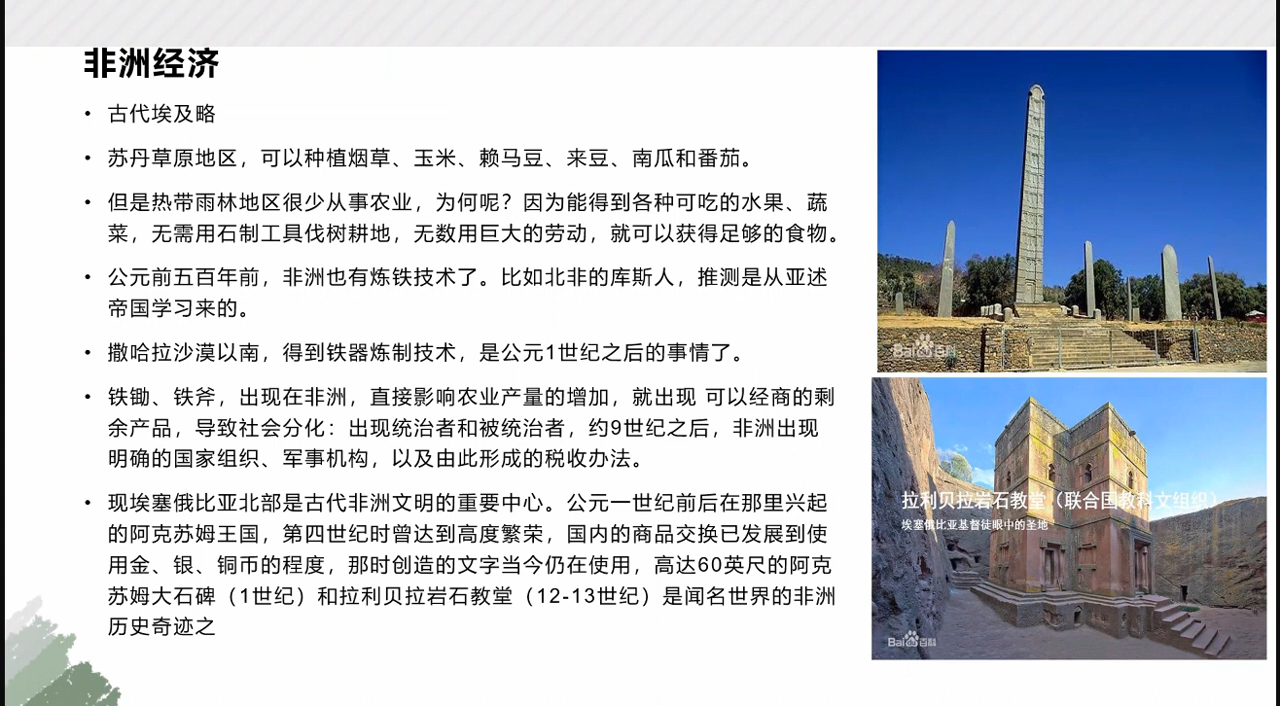 非洲经济
• 古代埃及略
• 苏丹草原地区，可以种植烟草、玉米、赖马豆、来豆、南瓜和番茄。
• 但是热带雨林地区很少从事农业，为何呢？因为能得到各种可吃的水果、蔬
菜，无需用石制工具伐树耕地，无数用巨大的劳动，就可以获得足够的食物。
• 公元前五百年前，非洲也有炼铁技术了。比如北非的库斯人，推测是从亚述
帝国学习来的。
• 撒哈拉沙漠以南，得到铁器炼制技术，是公元1世纪之后的事情了。
• 铁锄、铁斧，出现在非洲，直接影响农业产量的增加，就出现 可以经商的剩
余产品，导致社会分化：出现统治者和被统治者，约9世纪之后，非洲出现
明确的国家组织、军事机构，以及由此形成的税收办法。
• 现埃塞俄比亚北部是古代非洲文明的重要中心。公元一世纪前后在那里兴起
的阿克苏姆王国，第四世纪时曾达到高度繁荣，国内的商品交换已发展到使
用金、银、铜币的程度，那时创造的文字当今仍在使用，高达60英尺的阿克
苏姆大石碑（1世纪）和拉利贝拉岩石教堂（12-13世纪）是闻名世界的非洲
历史奇迹之
Bai百科
拉利贝拉岩石教堂（联合国教科文组织）
埃塞俄比亚基督徒眼中的圣地
Bai百科